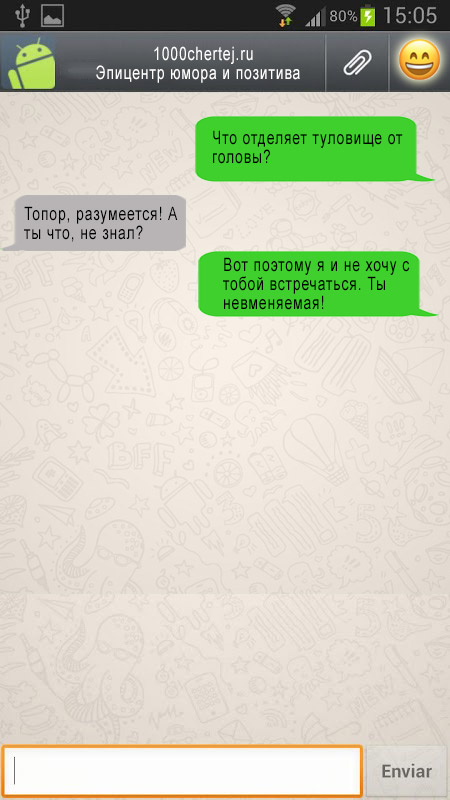 80% 15:05
1000chertej.ru
Эпицентр юмора и позитива
Что отделяет туловище от
головы?
Топор, разумеется! А
ты что, не знал?
Вот поэтому я и не хочу с
тобой встречаться. Ты
невменяемая!
BFF
Enviar